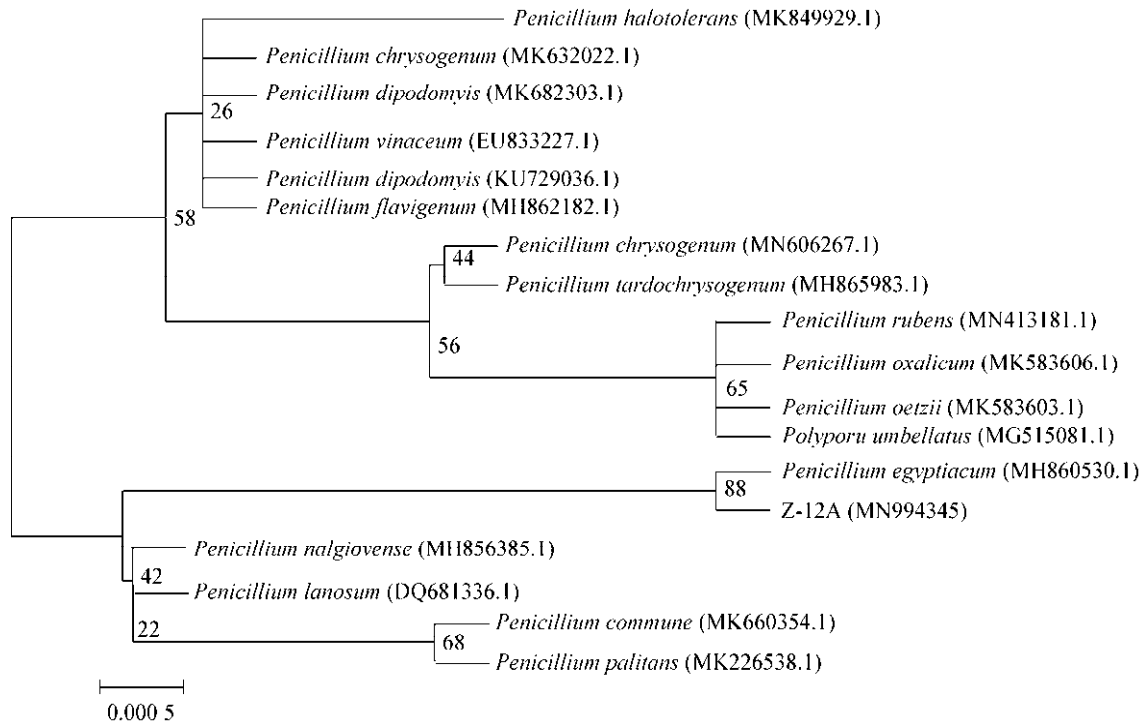 Penicillium halotolerans (MK849929.1)
Penicillium chrysogenum (MK632022.1)
Penicillium dipodomyis (MK682303.1)
26
Penicillium vinaceum (EU833227.1)
Penicillium dipodomyis (KU729036.1)
Penicillium flavigenum (MH862182.1)
58
Penicillium chrysogenum (MN606267.1)
44
Penicillium tardochrysogenum (MH865983.1)
Penicillium rubens (MN413181.1)
56
Penicillium oxalicum (MK583606.1)
65
Penicillium oetzii (MK583603.1)
Polyporu umbellatus (MG515081.1)
Penicillium egyptiacum (MH860530.1)
88
Z-12A (MN994345)
Penicillium nalgiovense (MH856385.1)
42
Penicillium lanosum (DQ681336.1)
22
Penicillium commune (MK660354.1)
68
Penicillium palitans (MK226538.1)
0.000 5